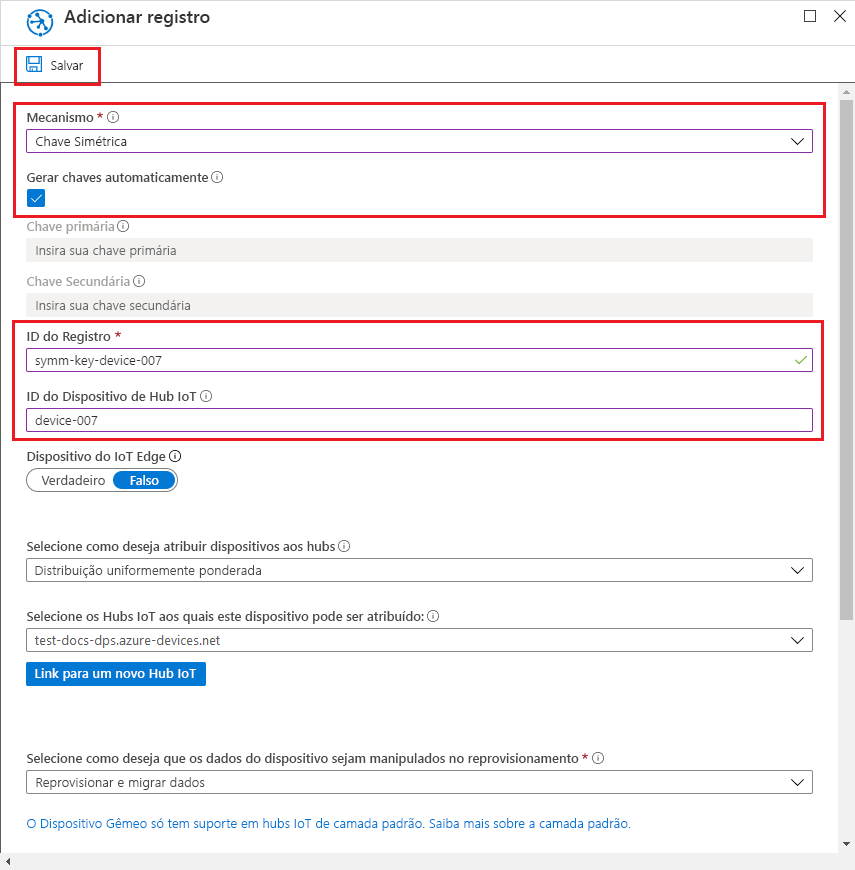 Adicionar registro
Salvar
Mecanismo *
Chave Simétrica
Gerar chaves automaticamente
Chave primária
Insira sua chave primária
Chave Secundária
Insira sua chave secundária
ID do Registro *
symm-key-device-007
ID do Dispositivo de Hub IoT
device-007
Dispositivo do IoT Edge
Verdadeiro Falso
Selecione como deseja atribuir dispositivos aos hubs
Distribuição uniformemente ponderada
Selecione os Hubs IoT aos quais este dispositivo pode ser atribuído:
test-docs-dps.azure-devices.net
Link para um novo Hub IoT
Selecione como deseja que os dados do dispositivo sejam manipulados no reprovisionamento *
Reprovisionar e migrar dados
O Dispositivo Gêmeo só tem suporte em hubs IoT de camada padrão. Saiba mais sobre a camada padrão.